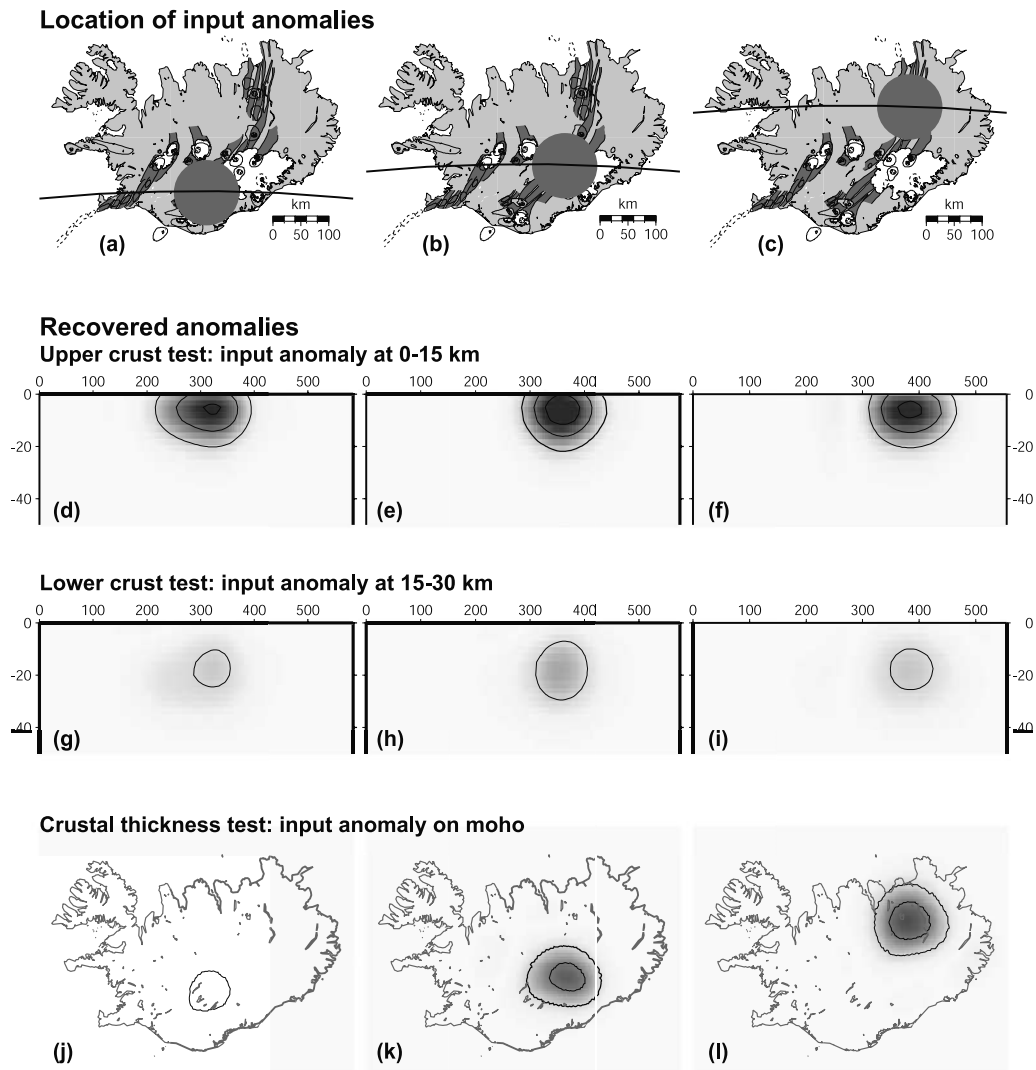 Location of input anomalies
km
0 50 100
(a)
km
0 50 100
(b)
km
0 50 100
(c)
Recovered anomalies
Upper crust test: input anomaly at 0-15 km
0 100 200 300 400 500
0 100 200 300 400 500
0 100 200 300 400 500
0
-20
-40
0
-20
-40
(d)
(e)
(f)
Lower crust test: input anomaly at 15-30 km
0 100 200 300 400 500
0 100 200 300 400 500
0 100 200 300 400 500
0
-20
-40
0
-20
-40
(g)
(h)
(i)
Crustal thickness test: input anomaly on moho
(j)
(k)
(l)